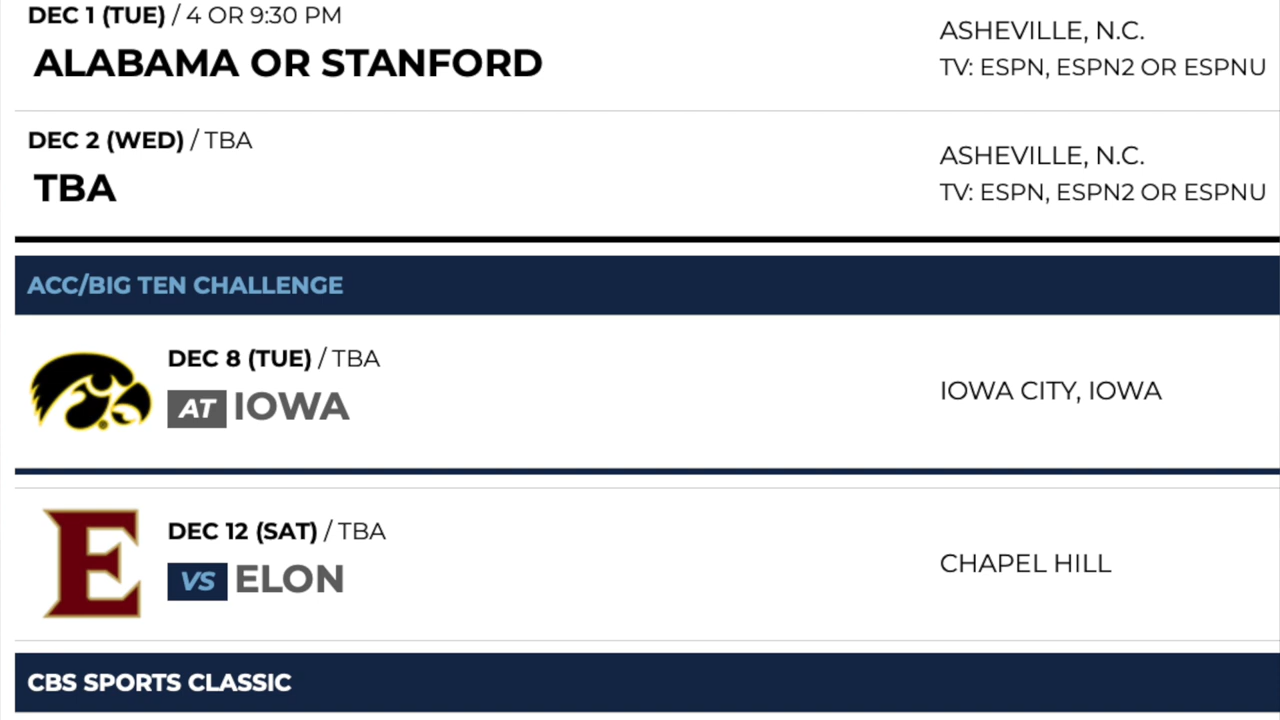 DEC 1 (TUE) / 4 OR 9:30 PM
ALABAMA OR STANFORD
ASHEVILLE, N.C.
TV: ESPN, ESPN2 OR ESPNU
DEC 2 (WED) / TBA
TBA
ASHEVILLE, N.C.
TV: ESPN, ESPN2 OR ESPNU
ACC/BIG TEN CHALLENGE
DEC 8 (TUE) / TBA
AT IOWA
IOWA CITY, IOWA
E
DEC 12 (SAT) / TBA
VS ELON
CHAPEL HILL
CBS SPORTS CLASSIC